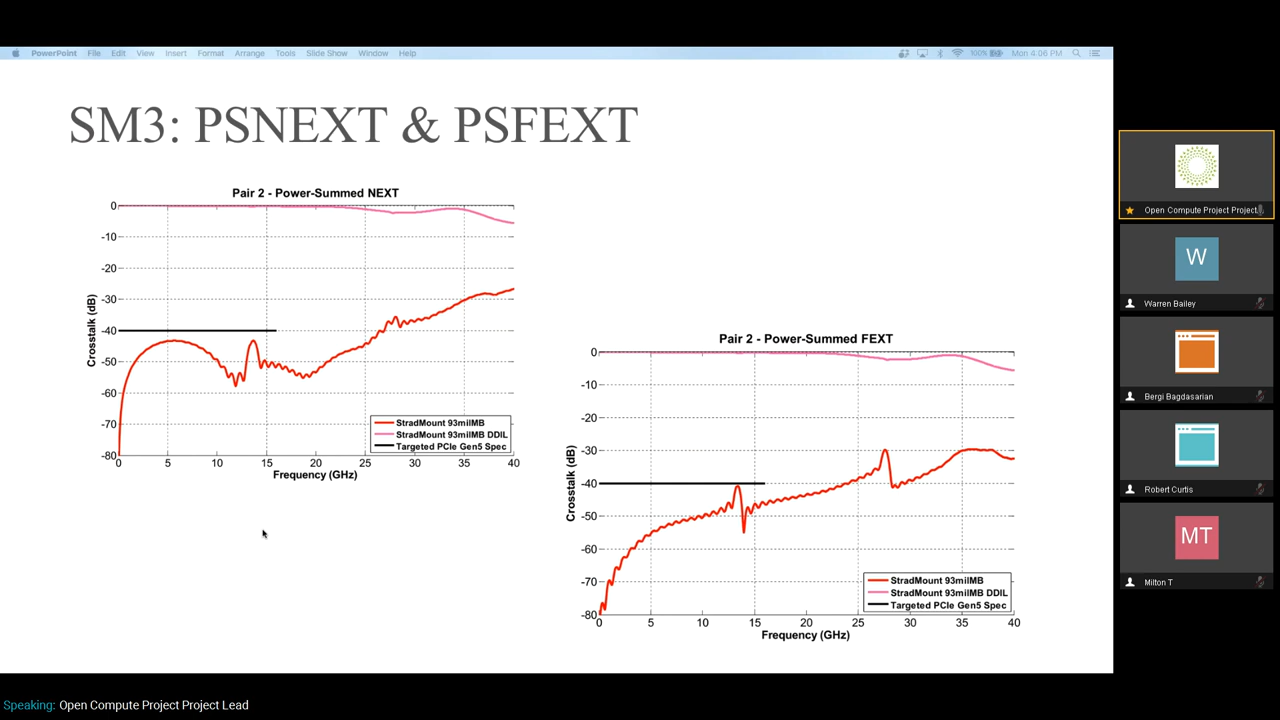 PowerPoint File Edit View Insert Format Arrange Tools Slide Show Window Help 100% Mon 4:06 PM
SM3: PSNEXT & PSFEXT
Pair 2 - Power-Summed NEXT
Crosstalk (dB)
0
-10
-20
-30
-40
-50
-60
-70
-80
0 5 10 15 20 25 30 35 40
Frequency (GHz)
StradMount 93milMB
StradMount 93milMB DDIL
Targeted PCIe Gen5 Spec
Pair 2 - Power-Summed FEXT
Crosstalk (dB)
0
-10
-20
-30
-40
-50
-60
-70
-80
0 5 10 15 20 25 30 35 40
Frequency (GHz)
StradMount 93milMB
StradMount 93milMB DDIL
Targeted PCIe Gen5 Spec
Open Compute Project Project
W
Warren Bailey
Bergi Bagdasarian
Robert Curtis
MT
Milton T
Speaking: Open Compute Project Project Lead